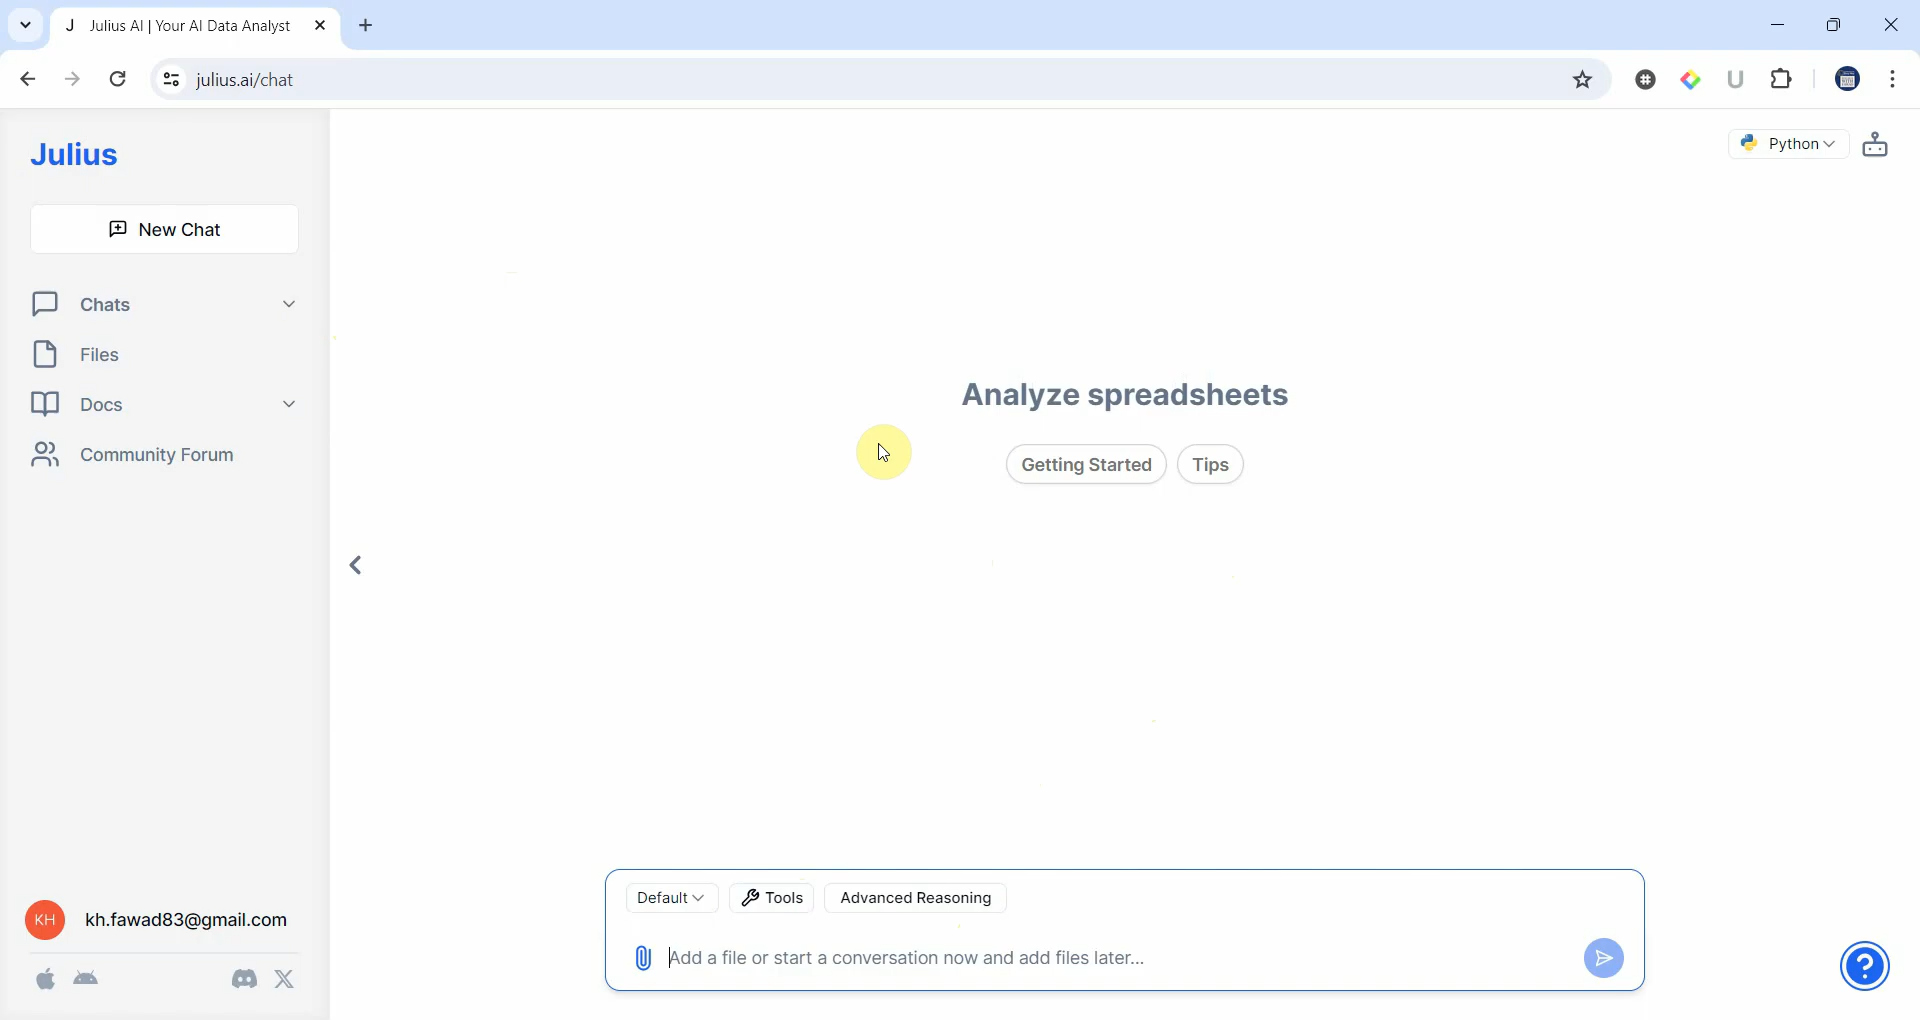 J Julius AI | Your AI Data Analyst
julius.ai/chat
U
Julius
Python
New Chat
Chats
Files
Docs
Community Forum
Analyze spreadsheets
Getting Started
Tips
Default
Tools
Advanced Reasoning
Add a file or start a conversation now and add files later...
KH
kh.fawad83@gmail.com